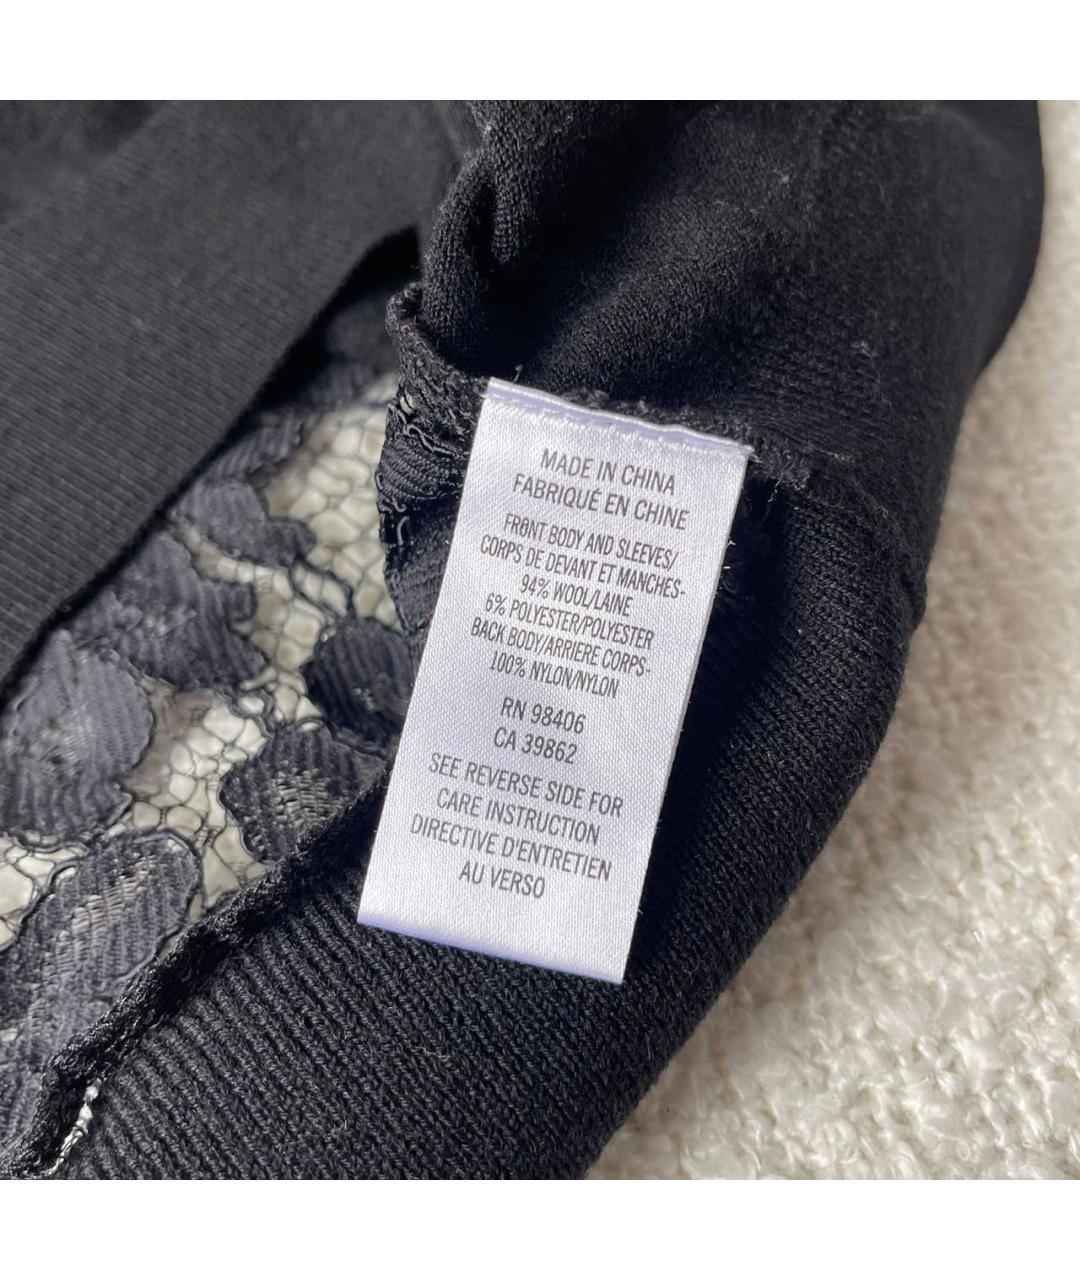 MADE IN CHINA
FABRIQUÉ EN CHINE
FRONT BODY AND SLEEVES/
CORPS DE DEVANT ET MANCHES-
94% WOOL/LAINE
6% POLYESTER/POLYESTER
BACK BODY/ARRIERE CORPS-
100% NYLON/NYLON
RN 98406
CA 39862
SEE REVERSE SIDE FOR
CARE INSTRUCTION
DIRECTIVE D'ENTRETIEN
AU VERSO